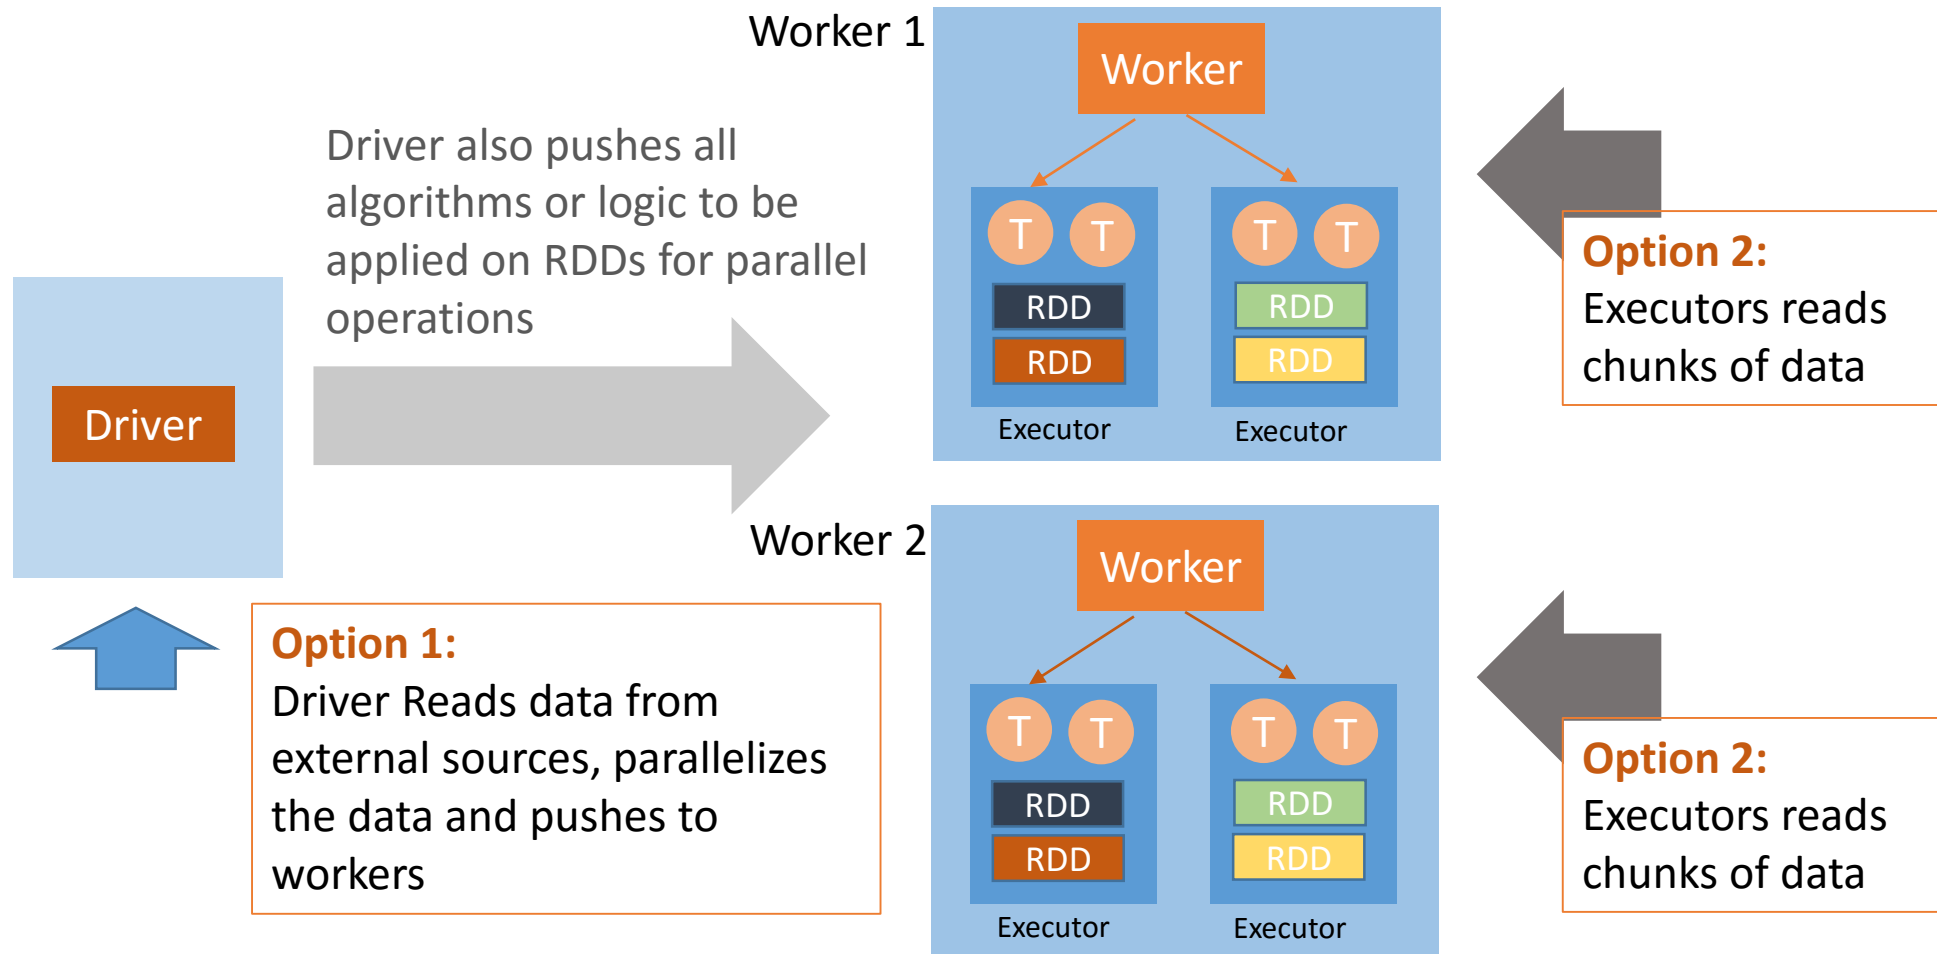 Worker 1
Worker
Driver also pushes all
algorithms or logic to be
applied on RDDs for parallel
operations
T T
T T
RDD
RDD
RDD
RDD
Executor
Executor
Option 2:
Executors reads
chunks of data
Driver
Worker 2
Worker
Option 1:
Driver Reads data from
external sources, parallelizes
the data and pushes to
workers
T T
T T
RDD
RDD
RDD
RDD
Executor
Executor
Option 2:
Executors reads
chunks of data